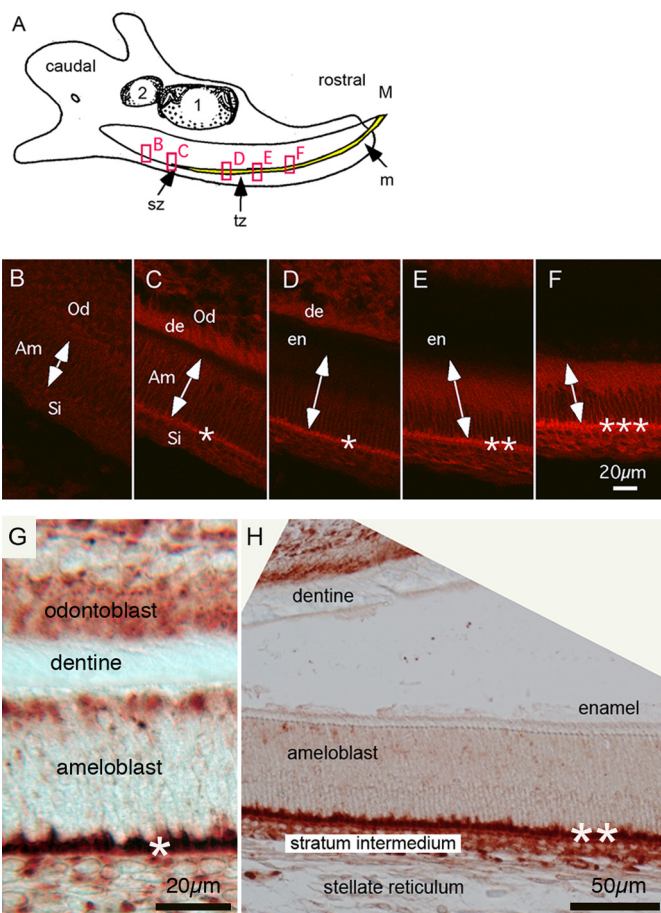 A
caudal
rostral
M
2
1
B
C
D
E
F
m
sz
tz
B
Od
Am
Si
C
Od
de
Am
Si
*
D
de
en
*
E
en
**
F
***
20µm
G
odontoblast
dentine
ameloblast
*
20µm
H
dentine
enamel
ameloblast
**
stratum intermedium
stellate reticulum
50µm